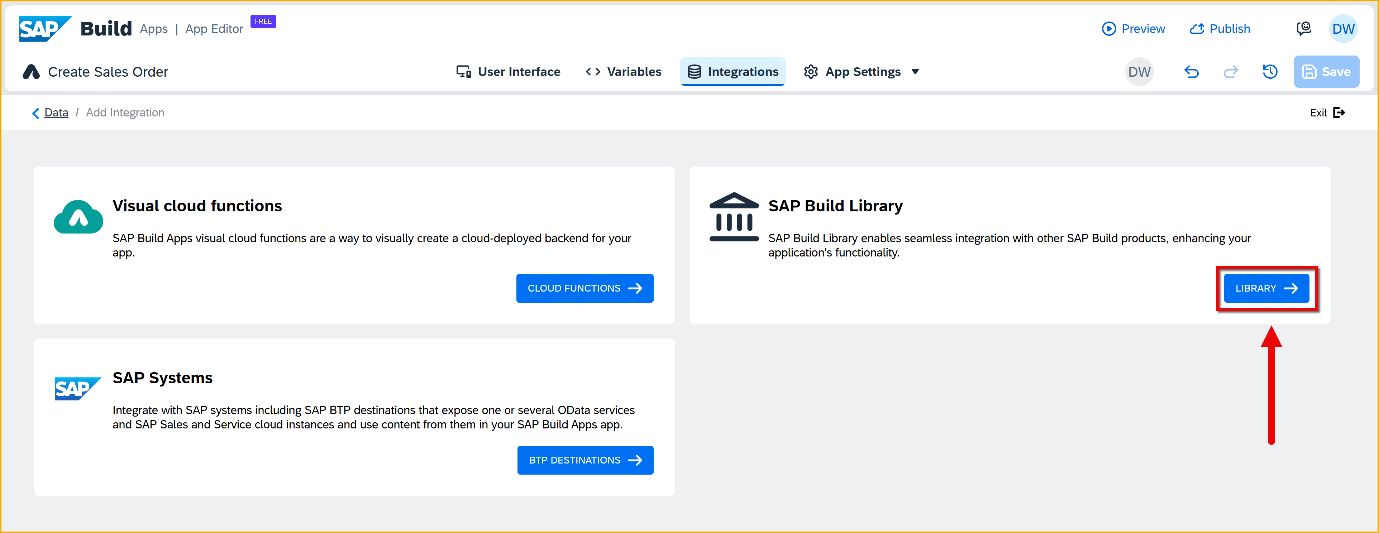 SAP Build Apps | App Editor FREE Preview Publish DW
Create Sales Order User Interface Variables Integrations App Settings DW Save
Data / Add Integration Exit
Visual cloud functions
SAP Build Apps visual cloud functions are a way to visually create a cloud-deployed backend for your
app.
CLOUD FUNCTIONS
SAP Build Library
SAP Build Library enables seamless integration with other SAP Build products, enhancing your
application's functionality.
LIBRARY
SAP
SAP Systems
Integrate with SAP systems including SAP BTP destinations that expose one or several OData services
and SAP Sales and Service cloud instances and use content from them in your SAP Build Apps app.
BTP DESTINATIONS